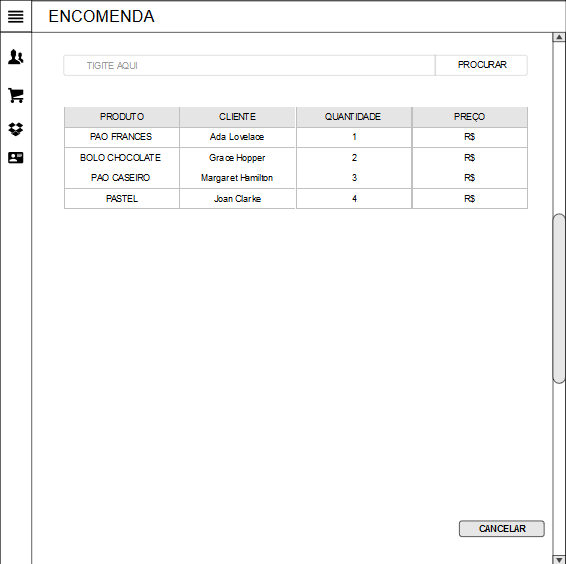 ENCOMENDA
TIGITE AQUI PROCURAR
PRODUTO CLIENTE QUANTIDADE PREÇO
PAO FRANCES Ada Lovelace 1 R$
BOLO CHOCOLATE Grace Hopper 2 R$
PAO CASEIRO Margaret Hamilton 3 R$
PASTEL Joan Clarke 4 R$
CANCELAR